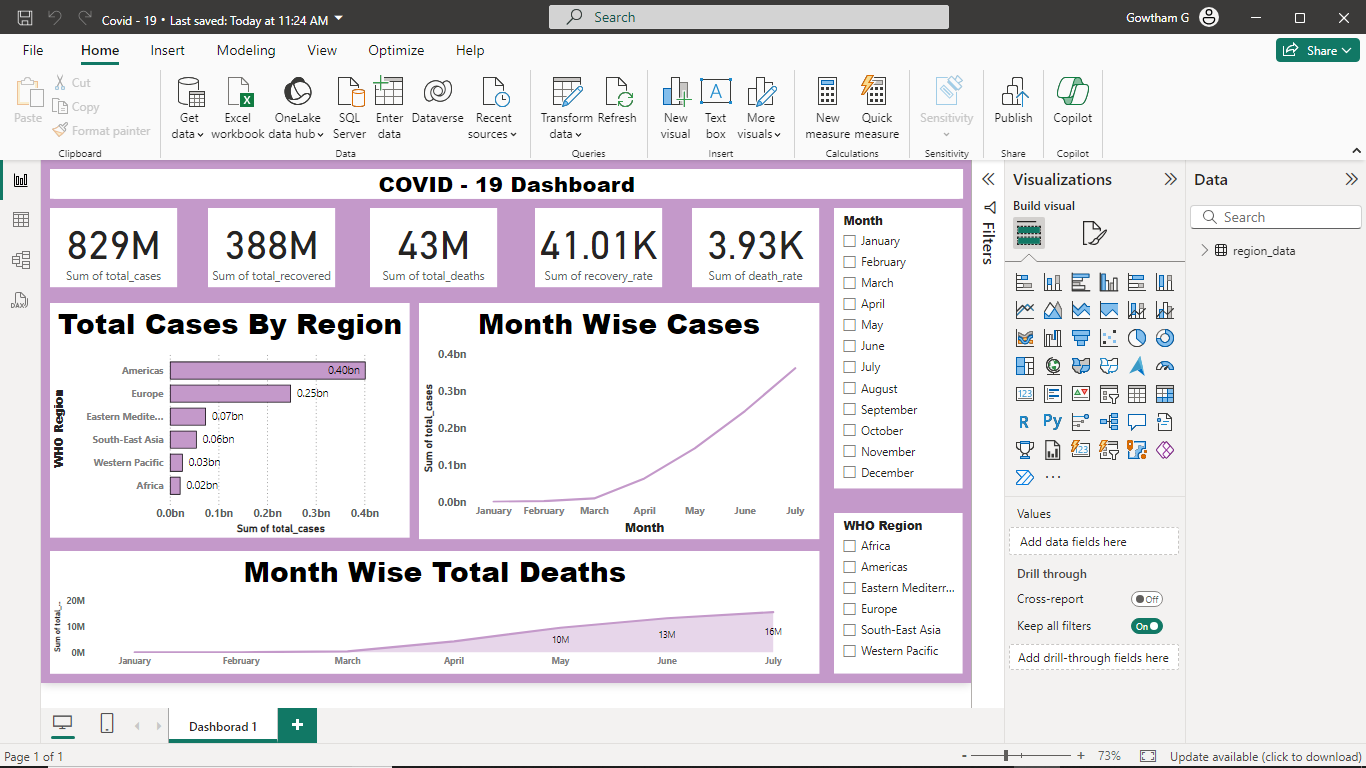 Covid - 19 • Last saved: Today at 11:24 AM
Search
Gowtham G
File Home Insert Modeling View Optimize Help
Share
Paste
Cut
Copy
Format painter
Clipboard
Get data
Excel workbook
OneLake data hub
SQL Server
Enter data
Dataverse
Recent sources
Data
Transform data
Refresh
Queries
New visual
Text box
More visuals
Insert
New measure
Quick measure
Calculations
Sensitivity
Sensitivity
Publish
Share
Copilot
Copilot
COVID - 19 Dashboard
829M
Sum of total_cases
388M
Sum of total_recovered
43M
Sum of total_deaths
41.01K
Sum of recovery_rate
3.93K
Sum of death_rate
Total Cases By Region
WHO Region
Americas 0.40bn
Europe 0.25bn
Eastern Medite... 0.07bn
South-East Asia 0.06bn
Western Pacific 0.03bn
Africa 0.02bn
0.0bn 0.1bn 0.2bn 0.3bn 0.4bn
Sum of total_cases
Month Wise Cases
Sum of total_cases
0.4bn
0.3bn
0.2bn
0.1bn
0.0bn
January February March April May June July
Month
Month Wise Total Deaths
Sum of total_...
20M
10M
0M
10M 13M 16M
January February March April May June July
Month
January
February
March
April
May
June
July
August
September
October
November
December
WHO Region
Africa
Americas
Eastern Mediterr...
Europe
South-East Asia
Western Pacific
Filters
Visualizations
Build visual
123
R Py
123
Values
Add data fields here
Drill through
Cross-report Off
Keep all filters On
Add drill-through fields here
Data
Search
region_data
DAX
Dashborad 1
Page 1 of 1
- + 73%
Update available (click to download)